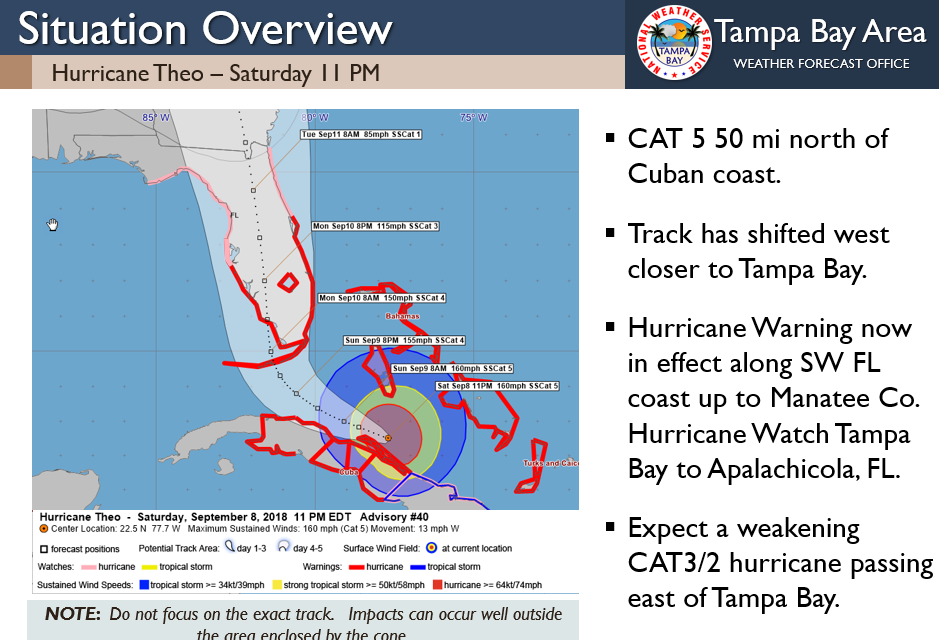 Situation Overview
Hurricane Theo – Saturday 11 PM
NATIONAL WEATHER SERVICE
TAMPA BAY
Tampa Bay Area
WEATHER FORECAST OFFICE
85° W
80° W
75° W
Tue Sep11 8AM 85mph SSCat 1
FL
Mon Sep10 8PM 115mph SSCat 3
Mon Sep10 8AM 150mph SSCat 4
Bahamas
Sun Sep9 8PM 155mph SSCat 4
Sun Sep9 8AM 160mph SSCat 5
Sat Sep8 11PM 160mph SSCat 5
Turks and Caico
Cuba
Hurricane Theo - Saturday, September 8, 2018 11 PM EDT Advisory #40
Center Location: 22.5 N 77.7 W Maximum Sustained Winds: 160 mph (Cat 5) Movement: 13 mph W
forecast positions Potential Track Area: day 1-3 day 4-5 Surface Wind Field: at current location
Watches: hurricane tropical storm Warnings: hurricane tropical storm
Sustained Wind Speeds: tropical storm >= 34kt/39mph strong tropical storm >= 50kt/58mph hurricane >= 64kt/74mph
NOTE: Do not focus on the exact track. Impacts can occur well outside
the area enclosed by the cone
▪ CAT 5 50 mi north of
Cuban coast.
▪ Track has shifted west
closer to Tampa Bay.
▪ Hurricane Warning now
in effect along SW FL
coast up to Manatee Co.
Hurricane Watch Tampa
Bay to Apalachicola, FL.
▪ Expect a weakening
CAT3/2 hurricane passing
east of Tampa Bay.